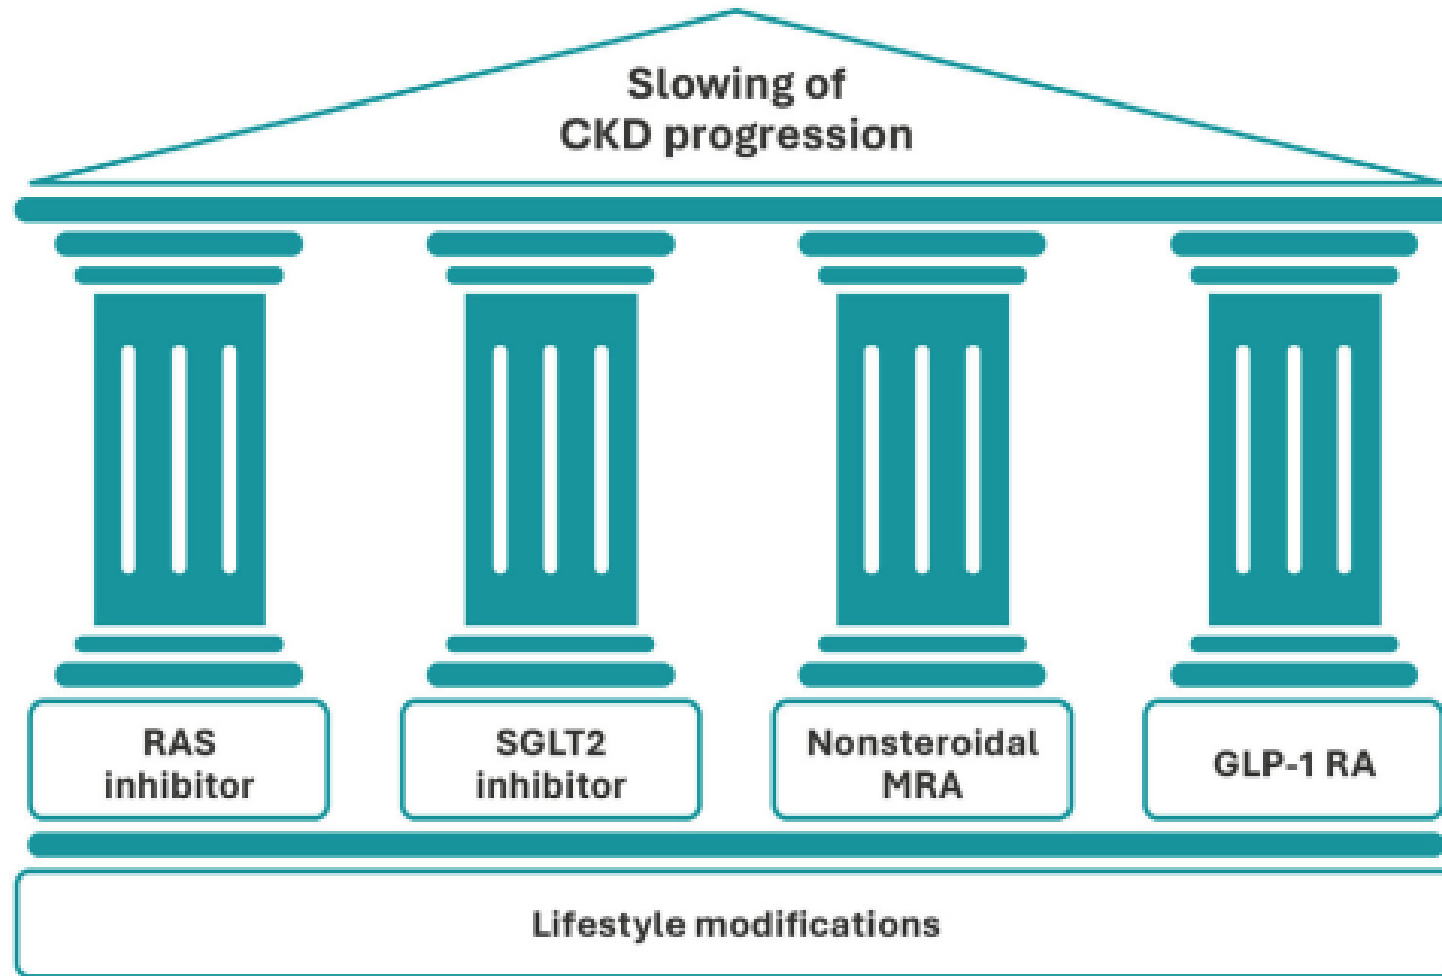 Slowing of
CKD progression
RAS
inhibitor
SGLT2
inhibitor
Nonsteroidal
MRA
GLP-1 RA
Lifestyle modifications